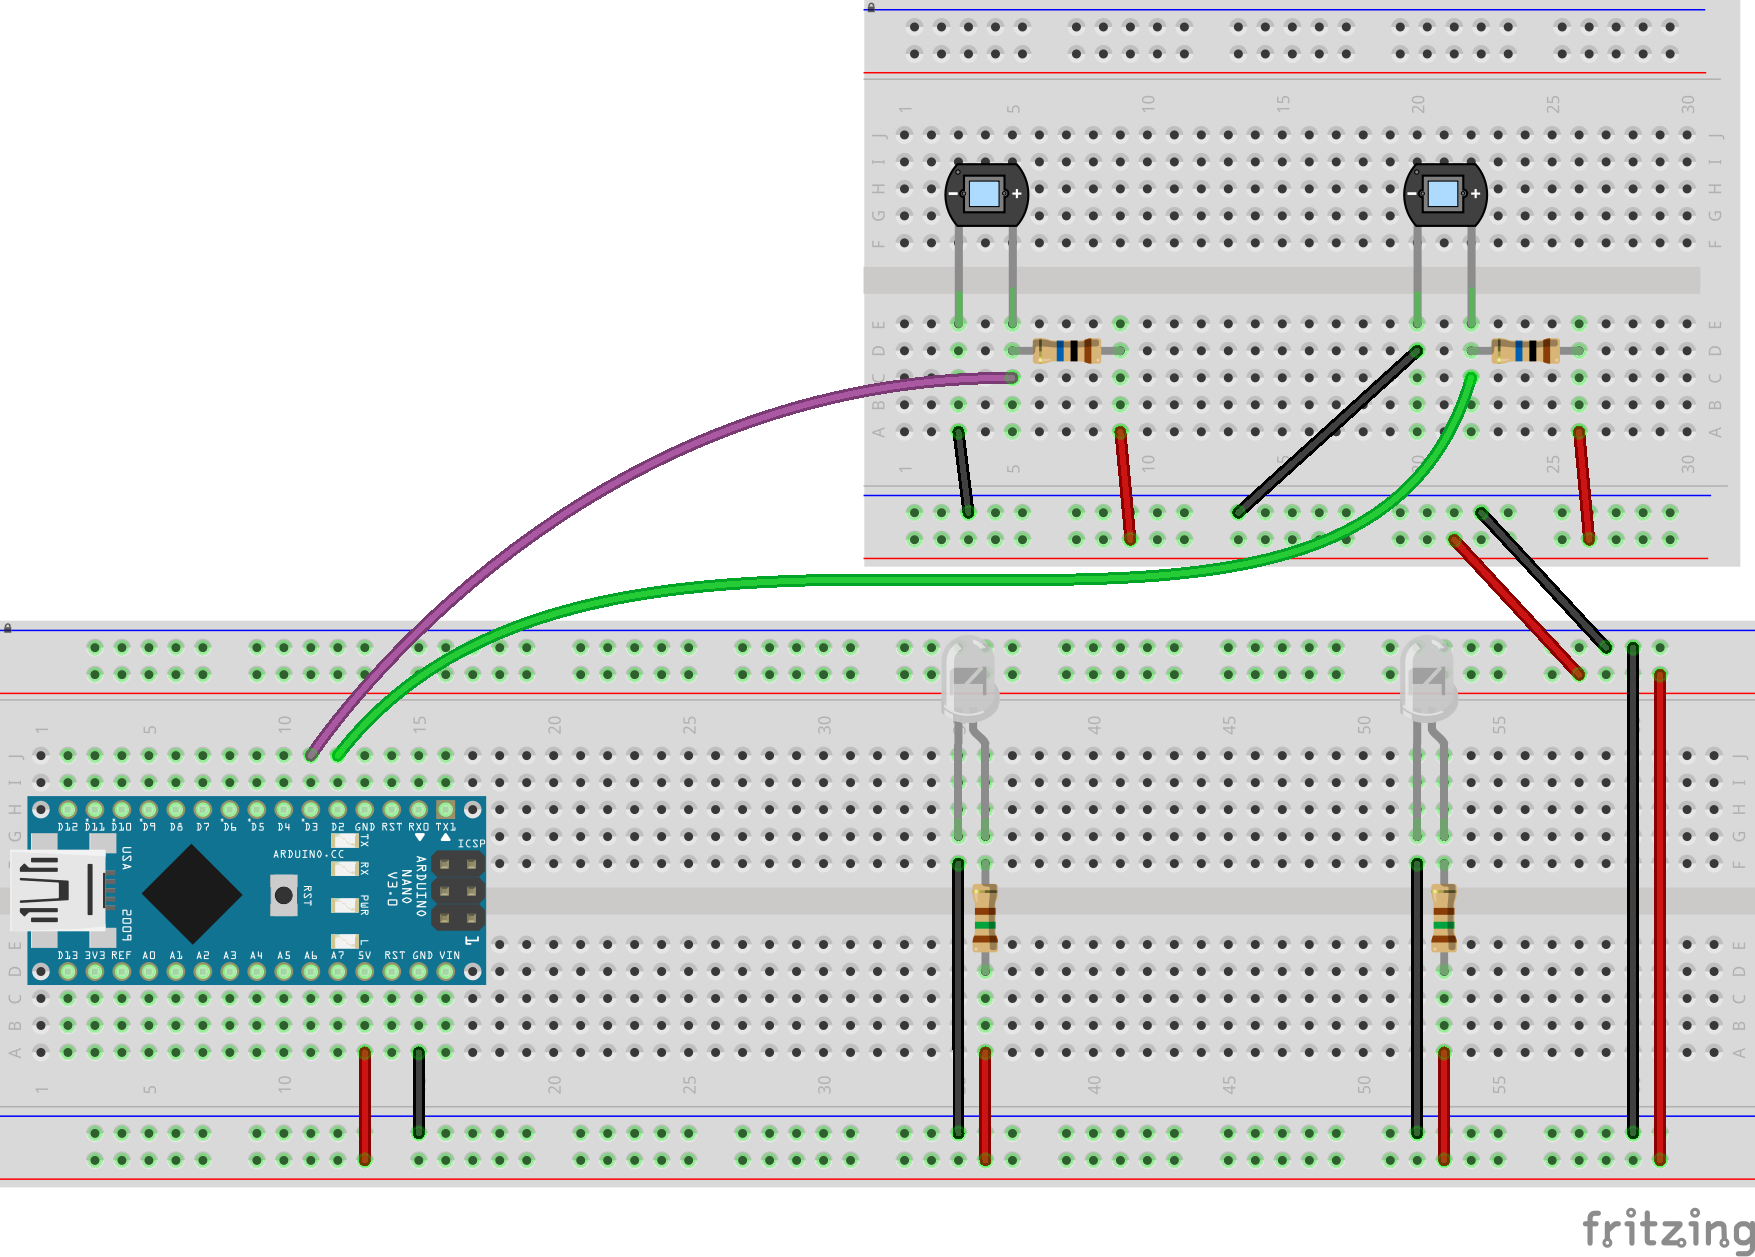 1 5 10 15 20 25 30
J J
I I
H H
G G
F F
- + - +
E E
D D
C C
B B
A A
1 5 10 15 20 25 30
1 5 10 15 20 25 30 40 45 50 55
J J
I I
H H
D12 D11 D10 D9 D8 D7 D6 D5 D4 D3 D2 GND RST RX0 TX1
G G
TX
ICSP
USA
ARDUINO.CC
F F
RX
ARDUINO
NANO
V3.0
RST
PWR
2009
L
1
E E
D13 3V3 REF A0 A1 A2 A3 A4 A5 A6 A7 5V RST GND VIN
D D
C C
B B
A A
1 5 10 15 20 25 30 40 45 50 55
fritzing